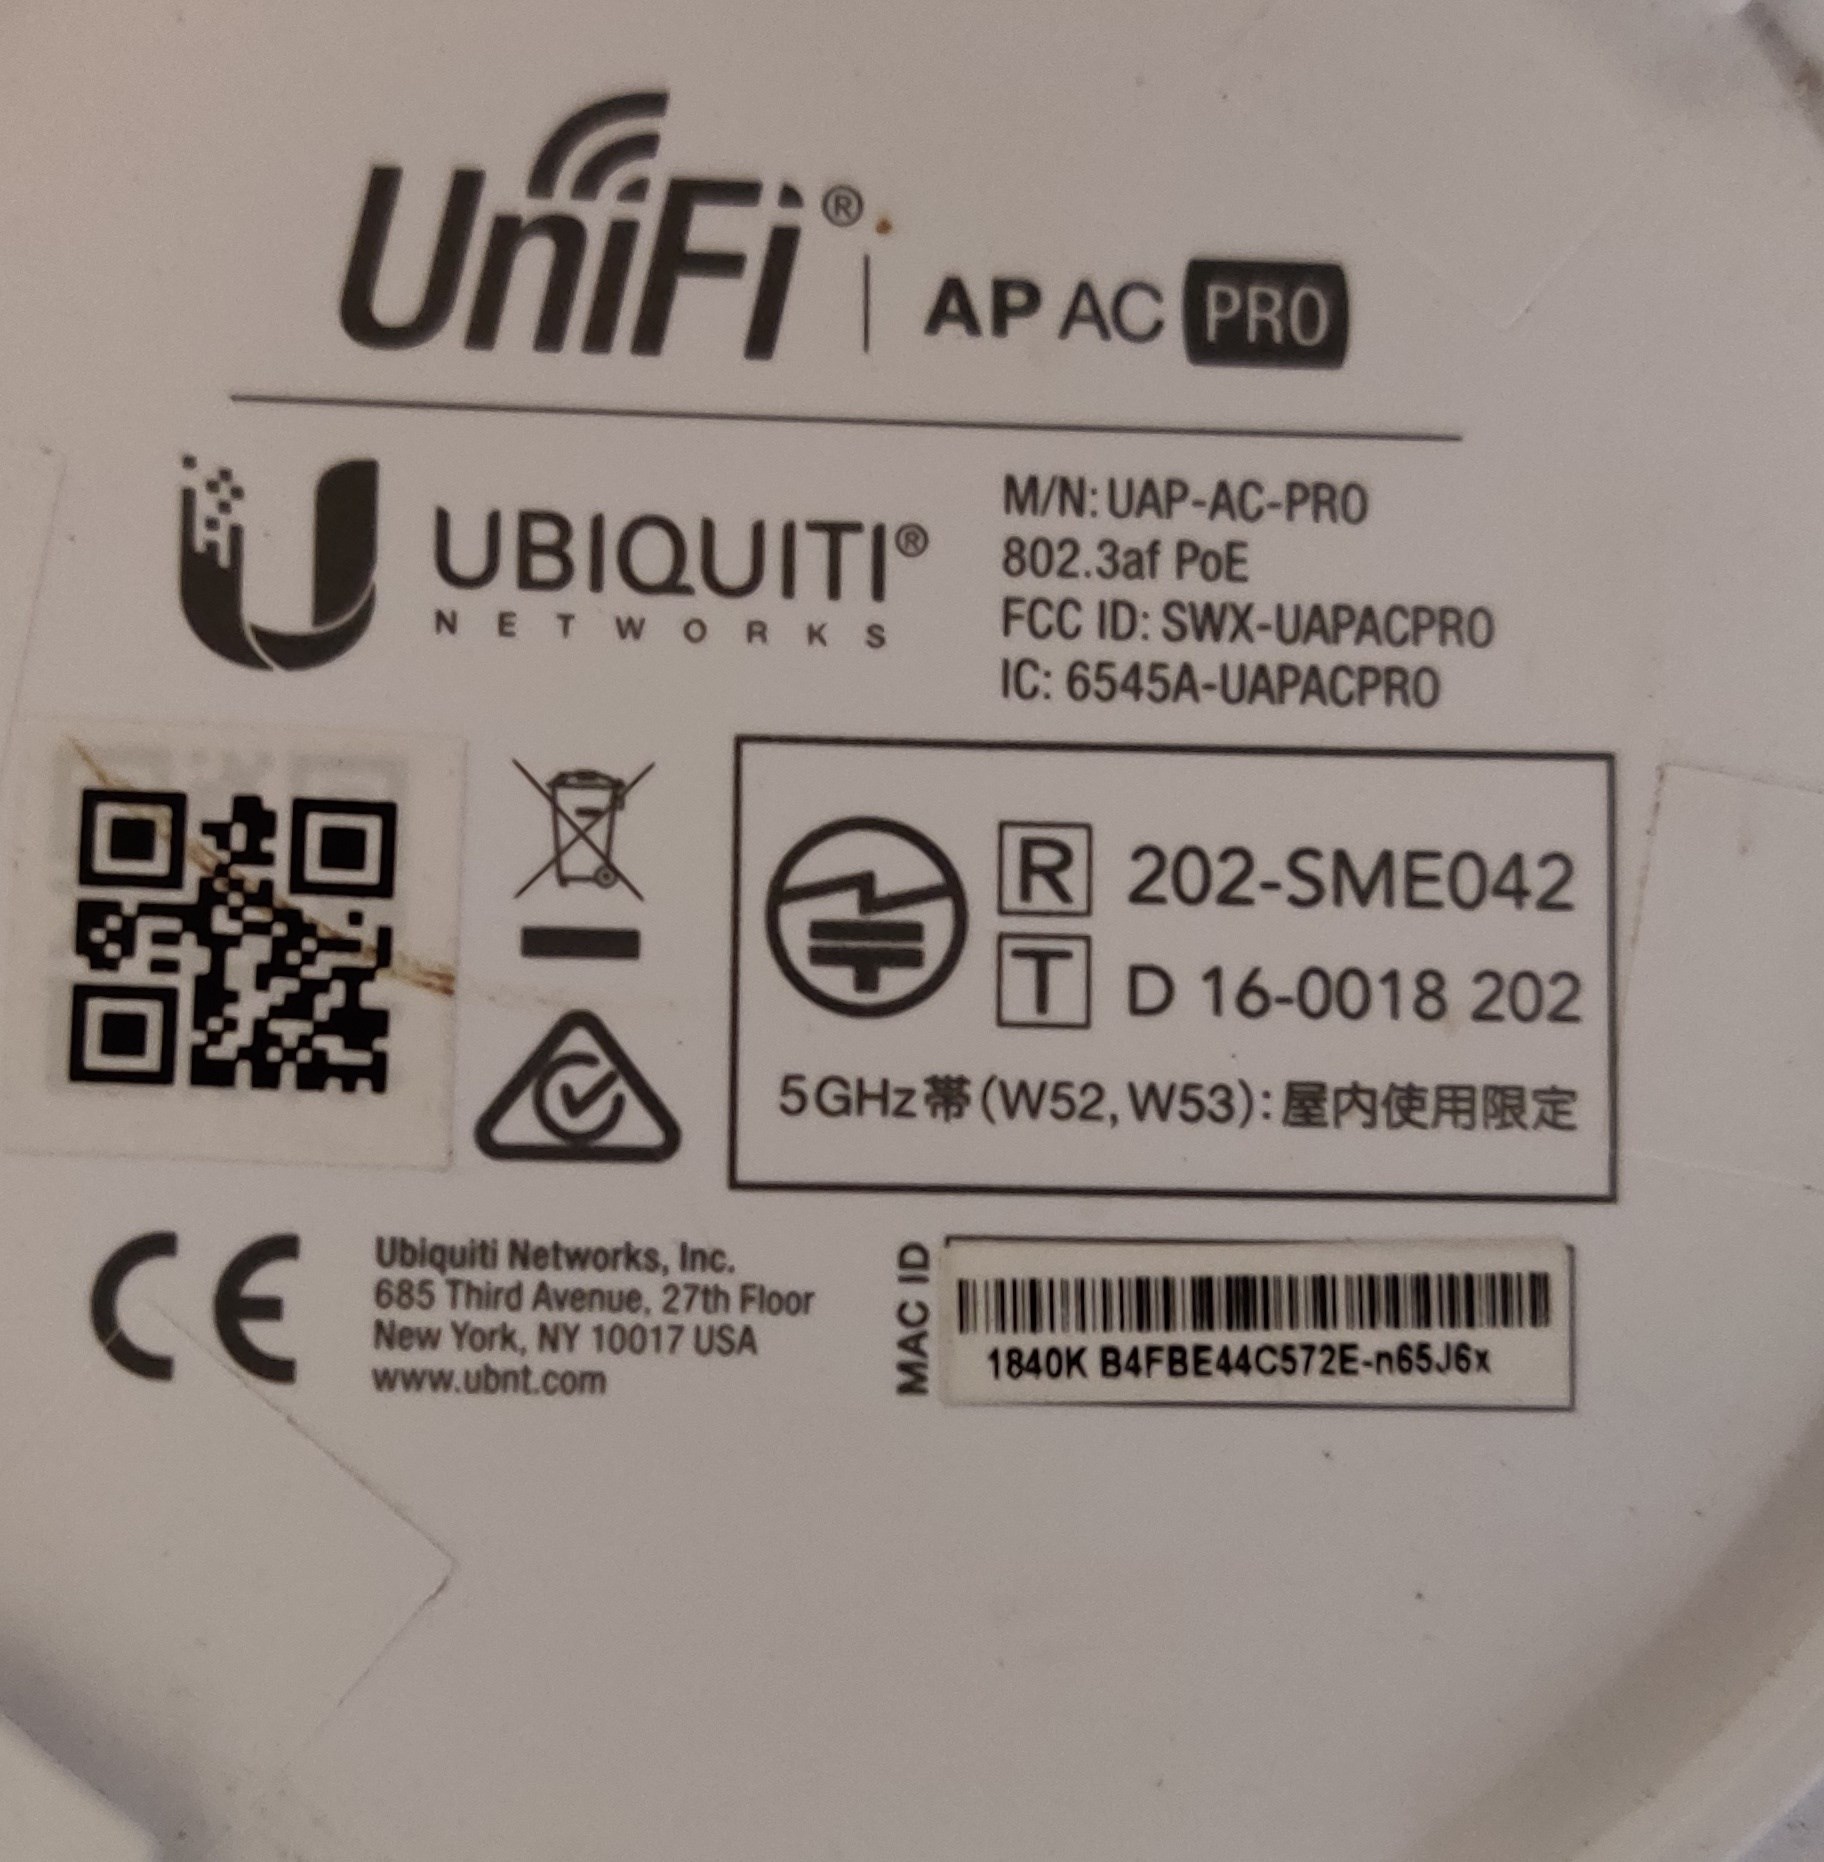 UniFi® | AP AC PRO
UBIQUITI®
NETWORKS
M/N: UAP-AC-PRO
802.3af PoE
FCC ID: SWX-UAPACPRO
IC: 6545A-UAPACPRO
R 202-SME042
T D 16-0018 202
5GHz帯(W52, W53): 屋内使用限定
CE
Ubiquiti Networks, Inc.
685 Third Avenue, 27th Floor
New York, NY 10017 USA
www.ubnt.com
MAC ID
1840K B4FBE44C572E-n65J6x